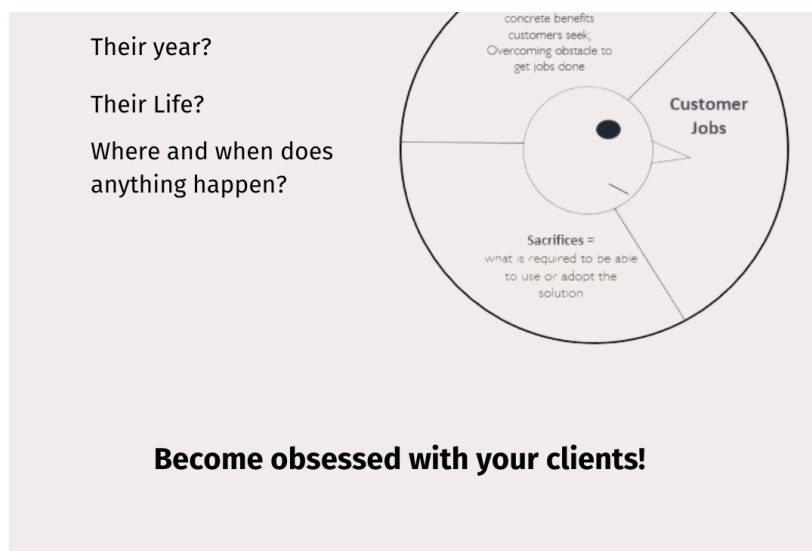 Their year?
Their Life?
Where and when does
anything happen?
concrete benefits
customers seek;
Overcoming obstacle to
get jobs done
Customer
Jobs
Sacrifices =
what is required to be able
to use or adopt the
solution
Become obsessed with your clients!